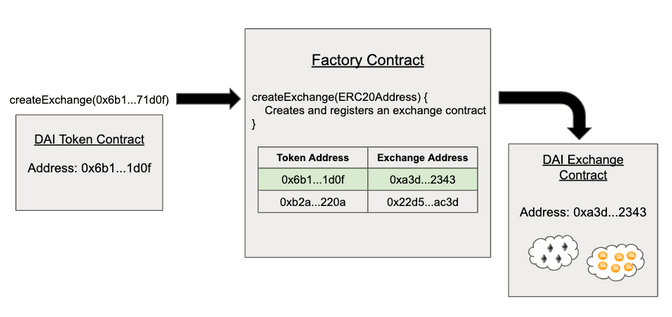 createExchange(0x6b1...71d0f)
DAI Token Contract
Address: 0x6b1...1d0f
Factory Contract
createExchange(ERC20Address) {
Creates and registers an exchange contract
}
Token Address Exchange Address
0x6b1...1d0f 0xa3d...2343
0xb2a...220a 0x22d5...ac3d
DAI Exchange
Contract
Address: 0xa3d...2343